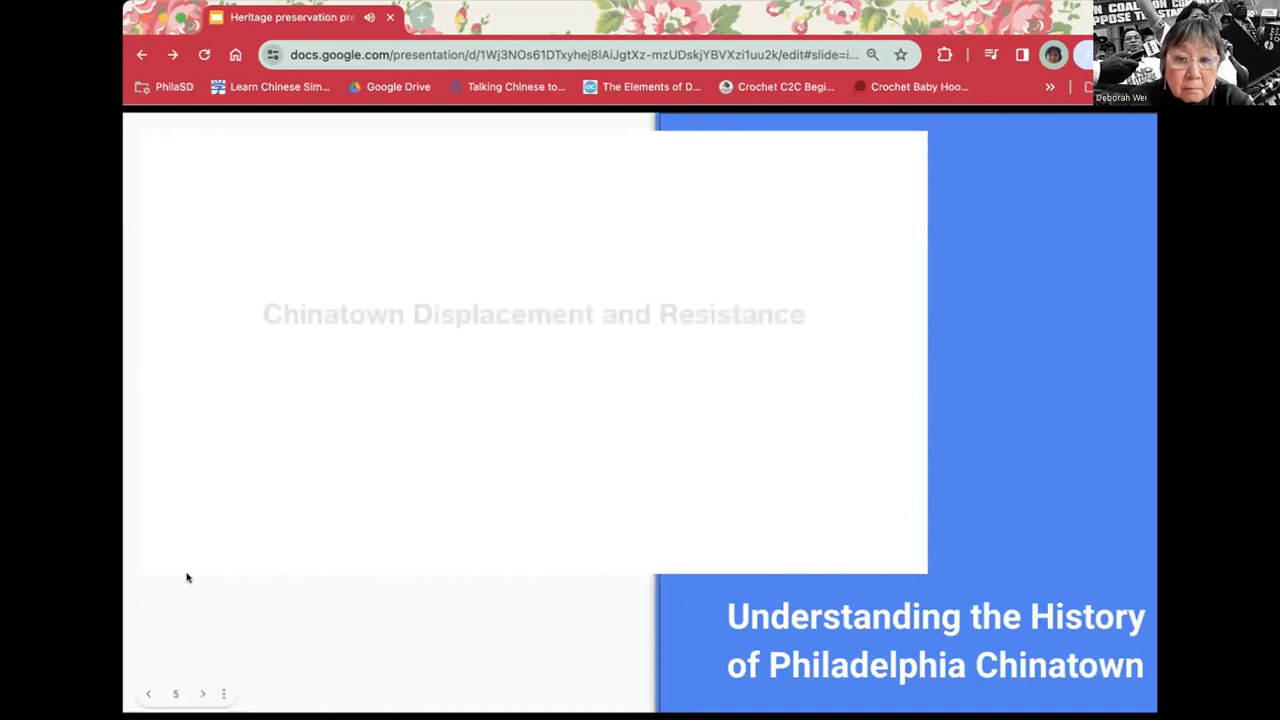 Heritage preservation pre
docs.google.com/presentation/d/1Wj3NOs61DTxyhej8lAiJgtXz-mzUDskjYBVXzi1uu2k/edit#slide=i...
PhilaSD
Learn Chinese Sim...
Google Drive
Talking Chinese to...
The Elements of D...
Crochet C2C Begi...
Crochet Baby Hoo...
Deborah Wei
Chinatown Displacement and Resistance
Understanding the History
of Philadelphia Chinatown
5